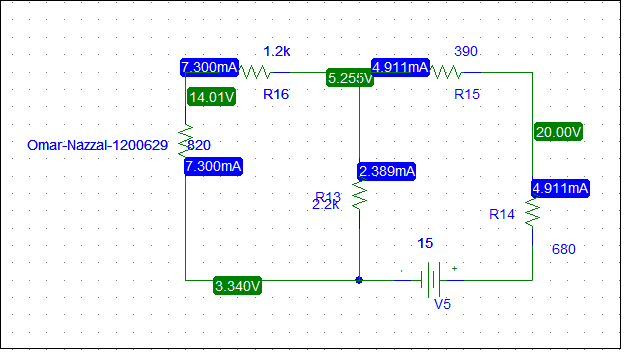 1.2k 390
7.300mA 4.911mA
5.255V
14.01V R16 R15
20.00V
Omar-Nazzal-1200629 820
7.300mA 2.389mA
4.911mA
R13
2.2k R14
15 680
3.340V + V5